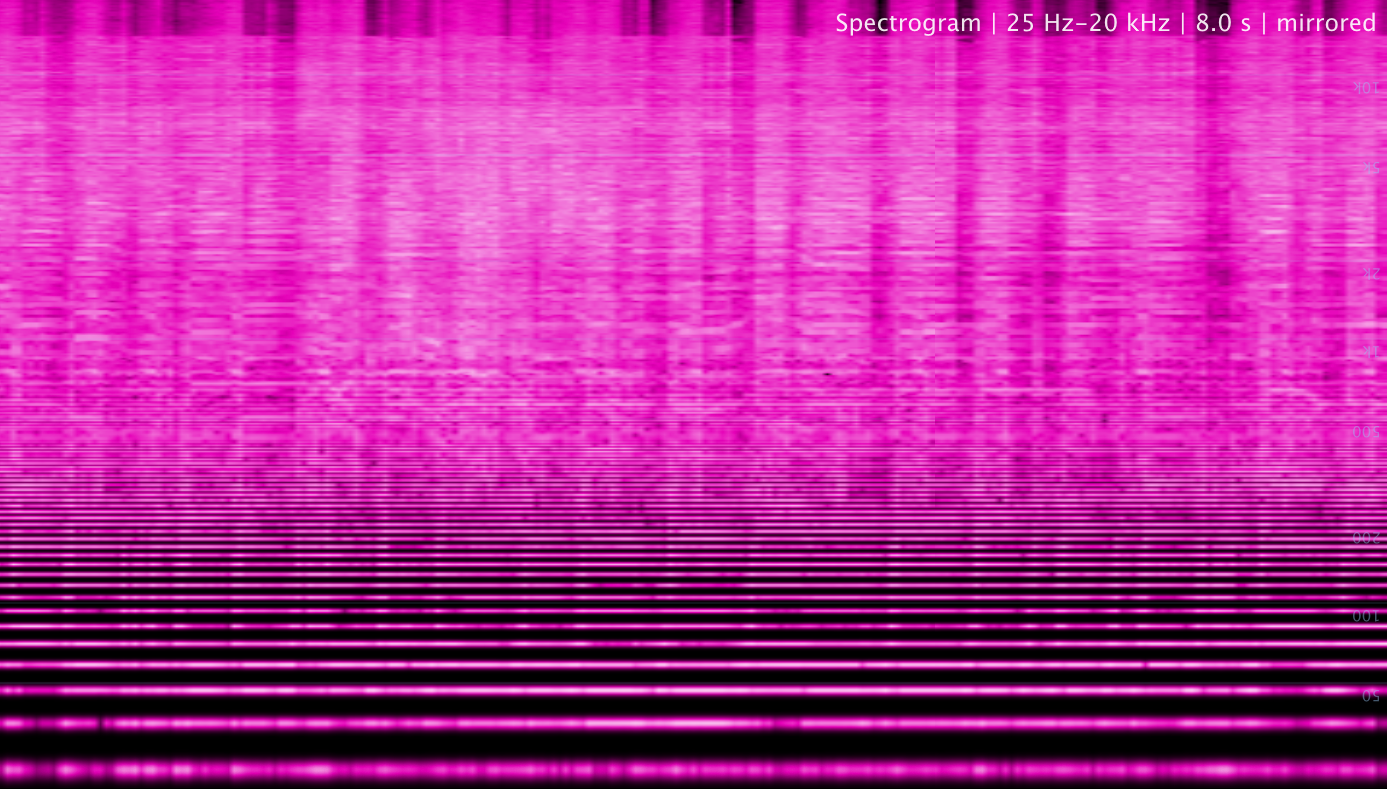 Spectrogram | 25 Hz–20 kHz | 8.0 s | mirrored
10k
5k
2k
1k
500
200
100
50